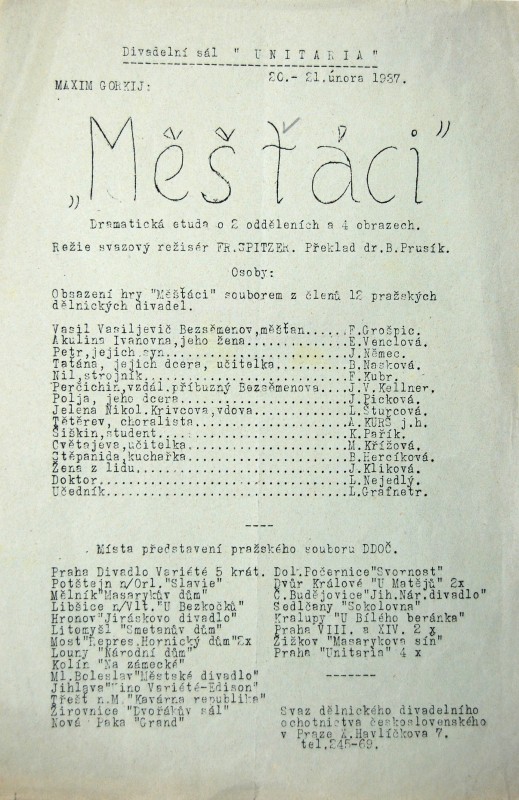 Divadelní sál " U N I T A R I A "
20.- 21.února 1937.
MAXIM GORKIJ:
„Měšťáci"
Dramatická etuda o 2 odděleních a 4 obrazech.
Režie svazový režisér FR.SPITZER. Překlad dr.B.Prusík.
Osoby:
Obsazení hry "Měšťáci" souborem z členů 12 pražských
dělnických divadel.
Vasil Vasiljevič Bezsěmenov,měšťan......F.Grošpic.
Akulina Ivanovna,jeho žena..............E.Venclová.
Petr,jejich syn.........................J.Němec.
Taťána, jejich dcera, učitelka..........B.Nasková.
Nil,strojník............................F.Kubr.
Perčichin,vzdál.příbuzný Bezsěmenova....J.V.Kellner.
Polja, jeho dcera.......................J.Picková.
Jelena Nikol.Krivcova,vdova.............L.Šturcová.
Tětěrev, choralista.....................A.KURŠ j.h.
Šiškin,student..........................K.Pařík.
Cvětajeva,učitelka......................M.Křížová.
Stěpanida,kuchařka......................B.Hercíková.
Žena z lidu.............................J.Kliková.
Doktor..................................L.Nejedlý.
Učedník.................................L.Grafnetr.
----
Místa představení pražského souboru DDOČ.
Praha Divadlo Variété 5 krát.
Potštejn n/Orl."Slavie"
Mělník"Masarykův dům"
Libšice n/Vlt."U Bezkočků"
Hronov"Jiráskovo divadlo"
Litomyšl "Smetanův dům"
Most"Repres.Hornický dům"2x
Louny "Národní dům"
Kolín "Na zámecké"
Ml.Boleslav"Městské divadlo"
Jihlava"Kino Variété-Edison"
Třešť n.M."Kavárna republika"
Žirovnice "Dvořákův sál"
Nová Paka "Grand"
Dol.Počernice"Svornost"
Dvůr Králové "U Matějů" 2x
Č.Budějovice"Jih.Nár.divadlo"
Sedlčany "Sokolovna"
Kralupy "U Bílého beránka"
Praha VIII. a XIV. 2 x
Žižkov "Masarykova síň"
Praha "Unitaria" 4 x
-------
Svaz dělnického divadelního
ochotnictva československého
v Praze X.Havlíčkova 7.
tel.245-69.